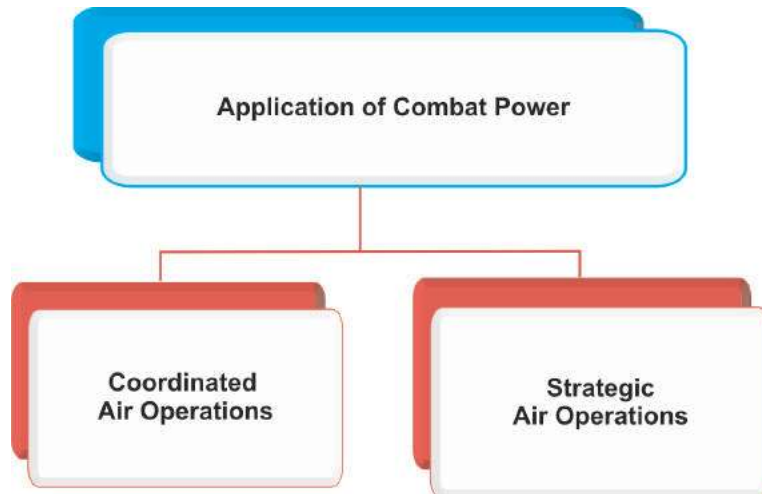 Application of Combat Power
Coordinated
Air Operations
Strategic
Air Operations